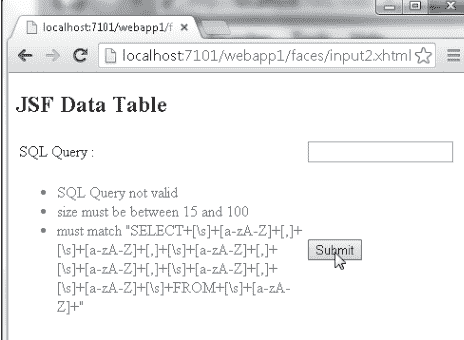 localhost:7101/webapp1/f
localhost:7101/webapp1/faces/input2.xhtml
JSF Data Table
SQL Query :
SQL Query not valid
size must be between 15 and 100
must match "SELECT+[\s]+[a-zA-Z]+[,]+
[\s]+[a-zA-Z]+[,]+[\s]+[a-zA-Z]+[,]+
[\s]+[a-zA-Z]+[,]+[\s]+[a-zA-Z]+[,]+
[\s]+[a-zA-Z]+[\s]+FROM+[\s]+[a-zA-
Z]+"
Submit